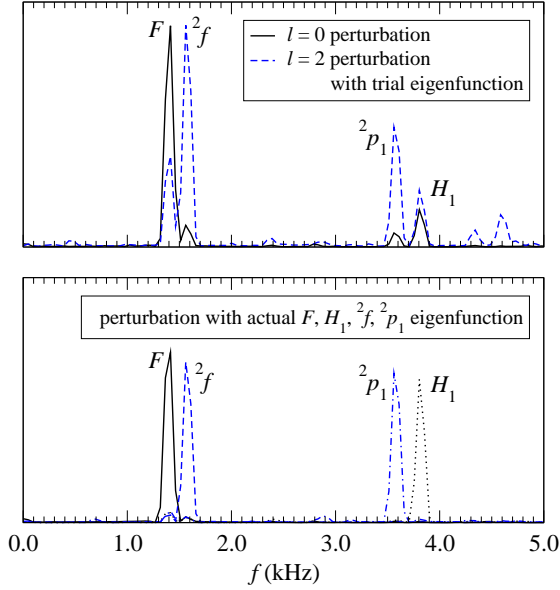 F
²f
l = 0 perturbation
l = 2 perturbation
with trial eigenfunction
²p₁
H₁
perturbation with actual F, H₁, ²f, ²p₁ eigenfunction
F
²f
²p₁
H₁
0.0 1.0 2.0 3.0 4.0 5.0
f (kHz)